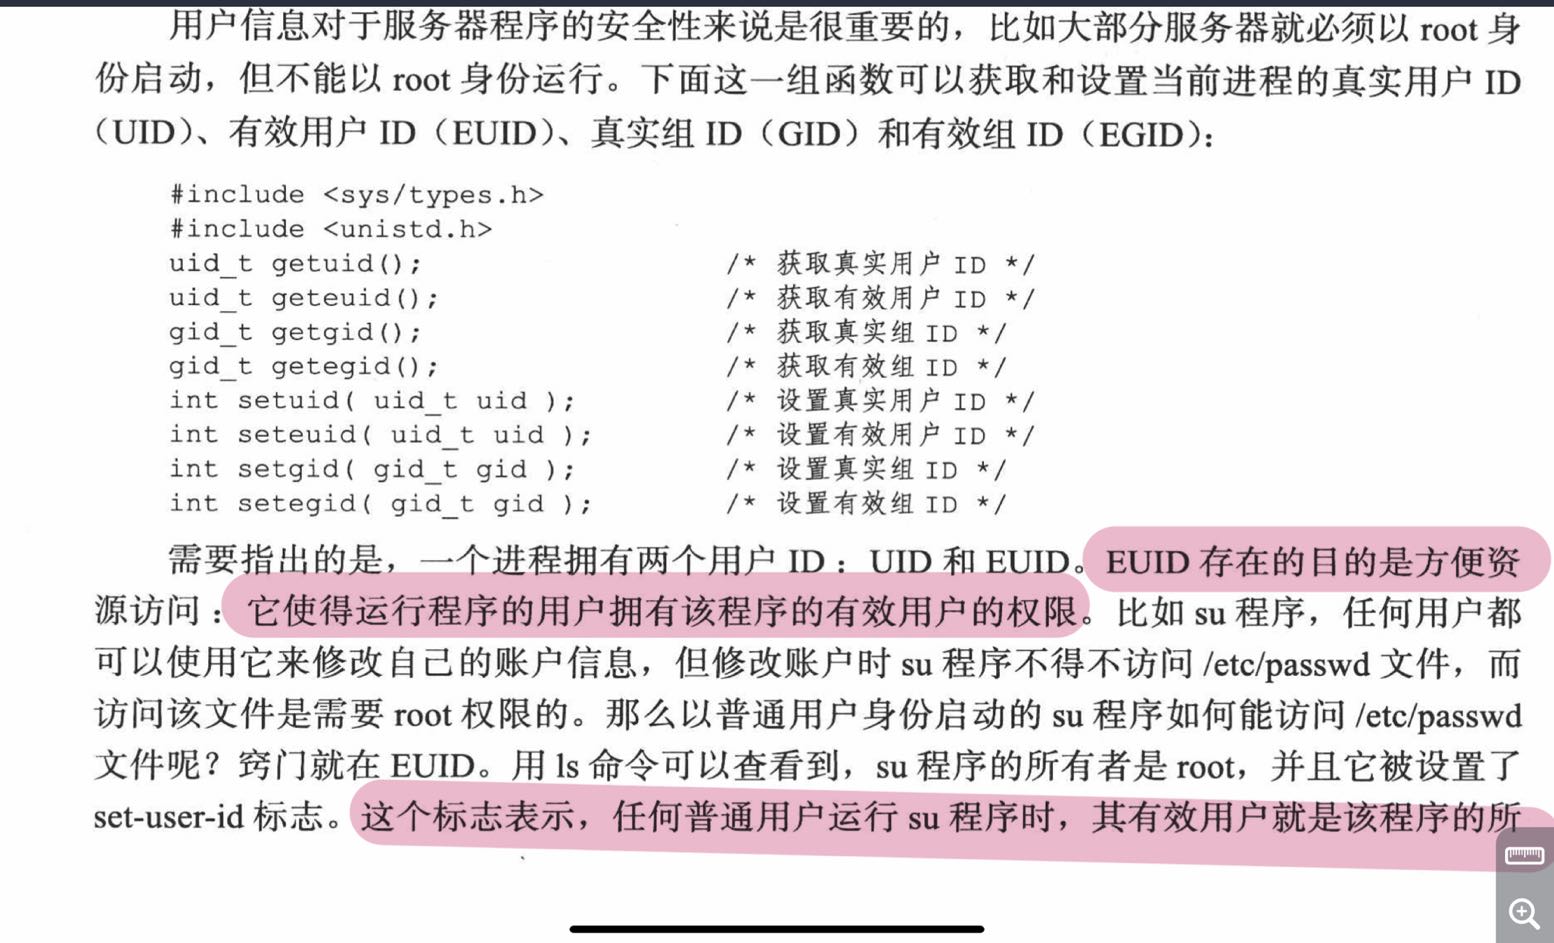 用户信息对于服务器程序的安全性来说是很重要的，比如大部分服务器就必须以 root 身
份启动，但不能以 root 身份运行。下面这一组函数可以获取和设置当前进程的真实用户 ID
（UID）、有效用户 ID（EUID）、真实组 ID（GID）和有效组 ID（EGID）：
#include <sys/types.h>
#include <unistd.h>
uid_t getuid(); /* 获取真实用户 ID */
uid_t geteuid(); /* 获取有效用户 ID */
gid_t getgid(); /* 获取真实组 ID */
gid_t getegid(); /* 获取有效组 ID */
int setuid( uid_t uid ); /* 设置真实用户 ID */
int seteuid( uid_t uid ); /* 设置有效用户 ID */
int setgid( gid_t gid ); /* 设置真实组 ID */
int setegid( gid_t gid ); /* 设置有效组 ID */
需要指出的是，一个进程拥有两个用户 ID：UID 和 EUID。EUID 存在的目的是方便资
源访问：它使得运行程序的用户拥有该程序的有效用户的权限。比如 su 程序，任何用户都
可以使用它来修改自己的账户信息，但修改账户时 su 程序不得不访问 /etc/passwd 文件，而
访问该文件是需要 root 权限的。那么以普通用户身份启动的 su 程序如何能访问 /etc/passwd
文件呢？窍门就在 EUID。用 ls 命令可以查看到，su 程序的所有者是 root，并且它被设置了
set-user-id 标志。这个标志表示，任何普通用户运行 su 程序时，其有效用户就是该程序的所